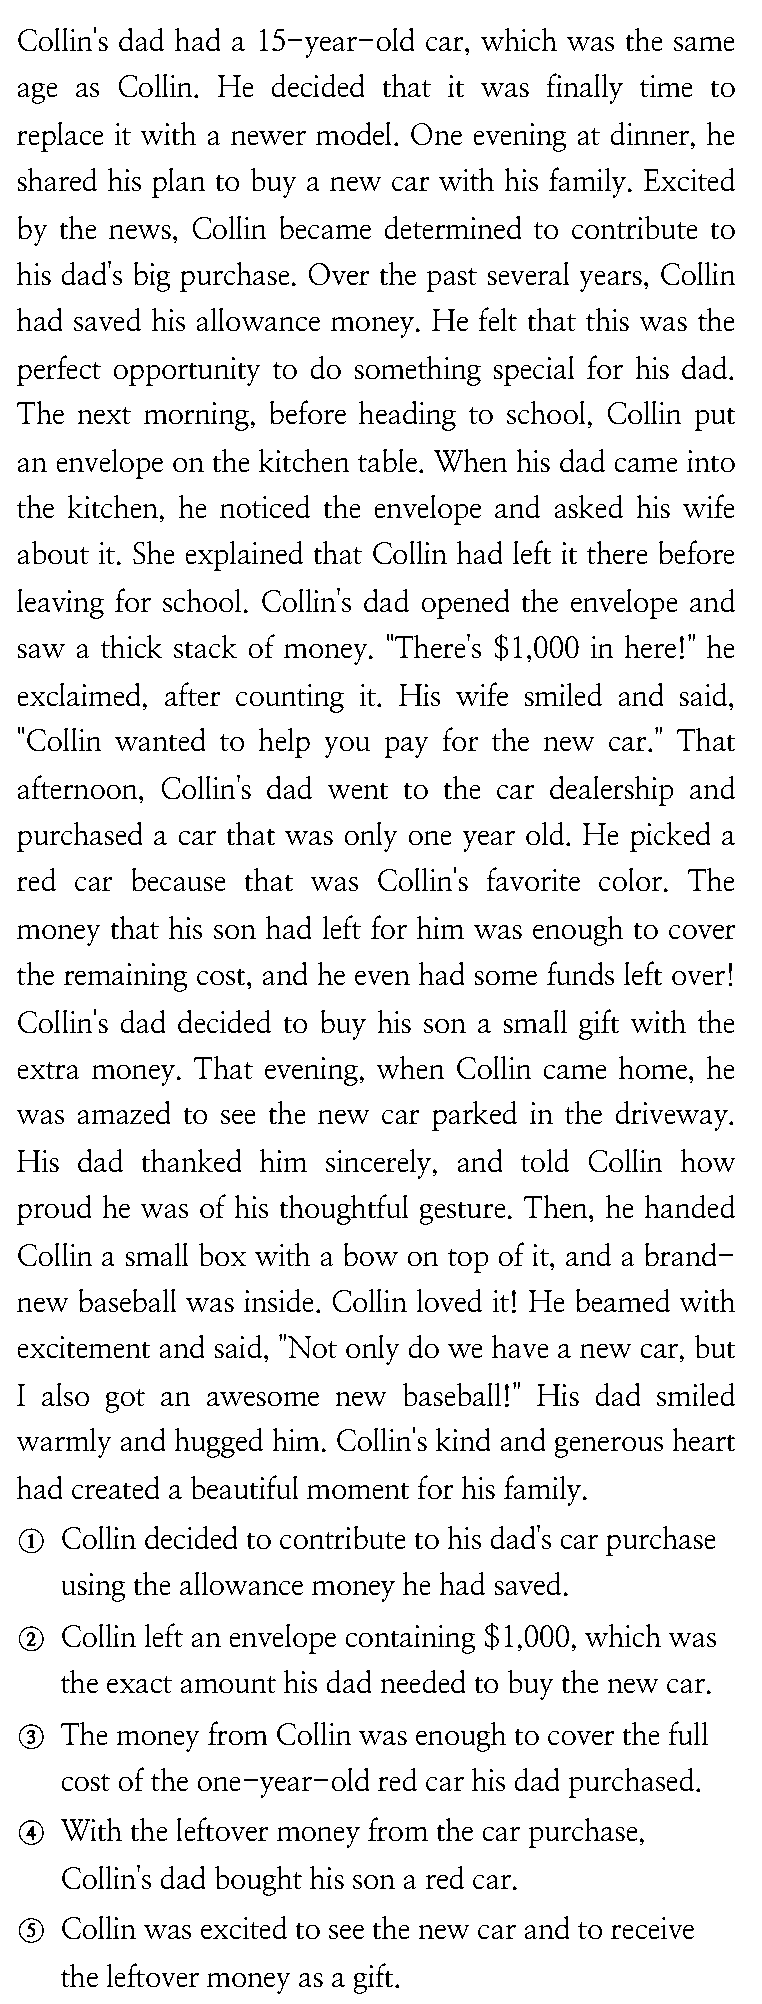 Collin's dad had a 15-year-old car, which was the same
age as Collin. He decided that it was finally time to
replace it with a newer model. One evening at dinner, he
shared his plan to buy a new car with his family. Excited
by the news, Collin became determined to contribute to
his dad's big purchase. Over the past several years, Collin
had saved his allowance money. He felt that this was the
perfect opportunity to do something special for his dad.
The next morning, before heading to school, Collin put
an envelope on the kitchen table. When his dad came into
the kitchen, he noticed the envelope and asked his wife
about it. She explained that Collin had left it there before
leaving for school. Collin's dad opened the envelope and
saw a thick stack of money. "There's $1,000 in here!" he
exclaimed, after counting it. His wife smiled and said,
"Collin wanted to help you pay for the new car." That
afternoon, Collin's dad went to the car dealership and
purchased a car that was only one year old. He picked a
red car because that was Collin's favorite color. The
money that his son had left for him was enough to cover
the remaining cost, and he even had some funds left over!
Collin's dad decided to buy his son a small gift with the
extra money. That evening, when Collin came home, he
was amazed to see the new car parked in the driveway.
His dad thanked him sincerely, and told Collin how
proud he was of his thoughtful gesture. Then, he handed
Collin a small box with a bow on top of it, and a brand-
new baseball was inside. Collin loved it! He beamed with
excitement and said, "Not only do we have a new car, but
I also got an awesome new baseball!" His dad smiled
warmly and hugged him. Collin's kind and generous heart
had created a beautiful moment for his family.
① Collin decided to contribute to his dad's car purchase
using the allowance money he had saved.
② Collin left an envelope containing $1,000, which was
the exact amount his dad needed to buy the new car.
③ The money from Collin was enough to cover the full
cost of the one-year-old red car his dad purchased.
④ With the leftover money from the car purchase,
Collin's dad bought his son a red car.
⑤ Collin was excited to see the new car and to receive
the leftover money as a gift.